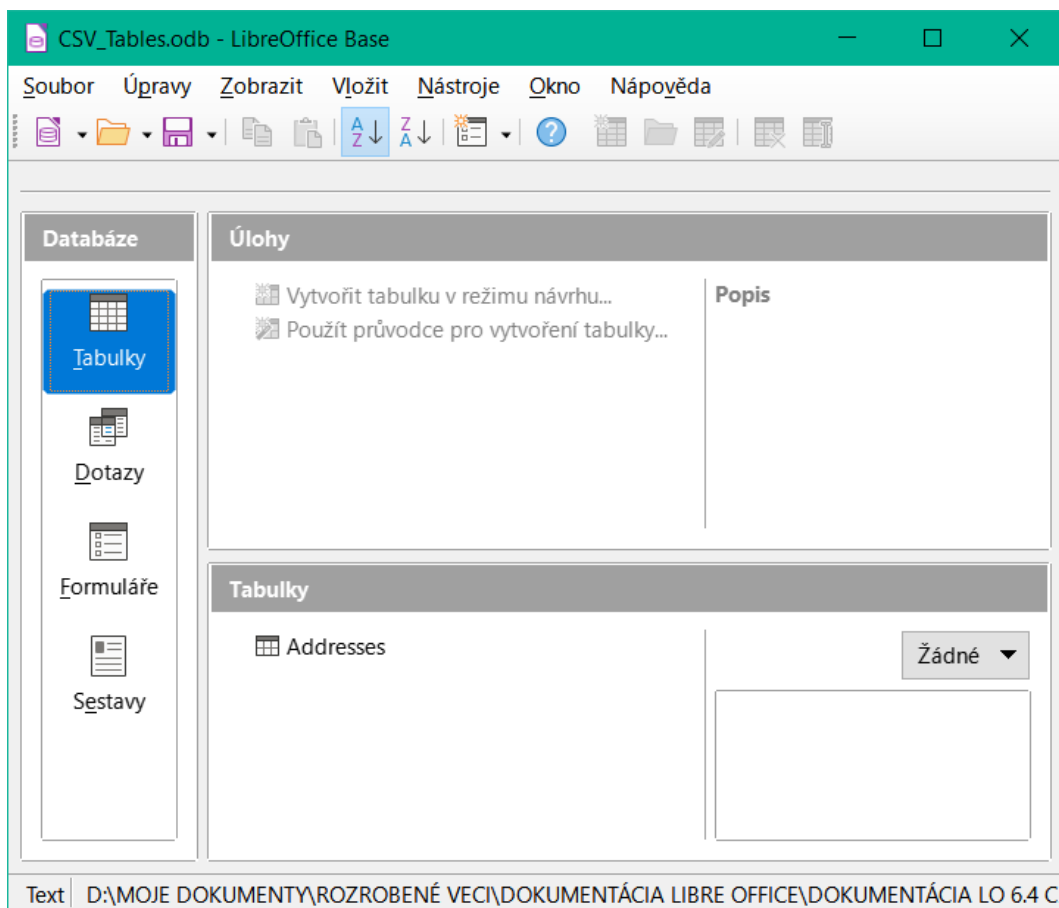 CSV_Tables.odb - LibreOffice Base
Soubor Úpravy Zobrazit Vložit Nástroje Okno Nápověda
Databáze
Tabulky
Dotazy
Formuláře
Sestavy
Úlohy
Vytvořit tabulku v režimu návrhu...
Použít průvodce pro vytvoření tabulky...
Popis
Tabulky
Addresses
Žádné
Text D:\MOJE DOKUMENTY\ROZROBENÉ VECI\DOKUMENTÁCIA LIBRE OFFICE\DOKUMENTÁCIA LO 6.4 C